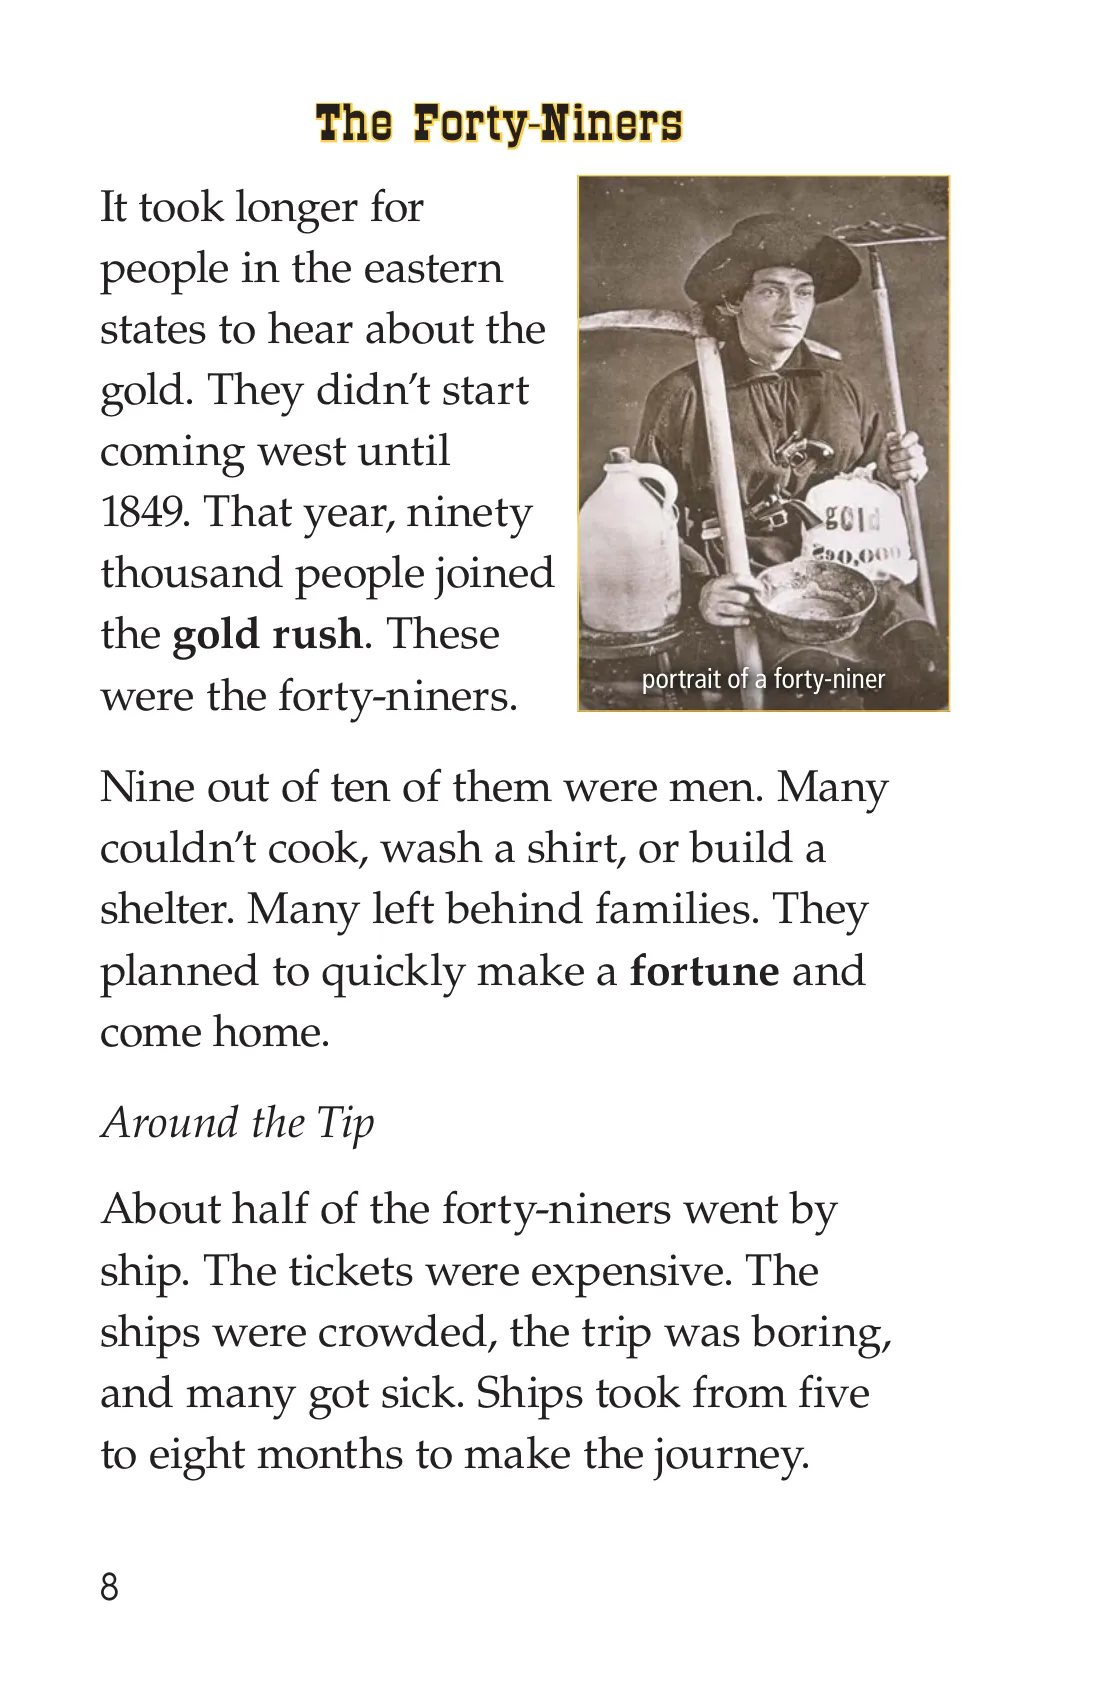 The Forty-Niners
It took longer for
people in the eastern
states to hear about the
gold. They didn’t start
coming west until
1849. That year, ninety
thousand people joined
the gold rush. These
were the forty-niners.
gold
$90,000
portrait of a forty-niner
Nine out of ten of them were men. Many
couldn’t cook, wash a shirt, or build a
shelter. Many left behind families. They
planned to quickly make a fortune and
come home.
Around the Tip
About half of the forty-niners went by
ship. The tickets were expensive. The
ships were crowded, the trip was boring,
and many got sick. Ships took from five
to eight months to make the journey.
8